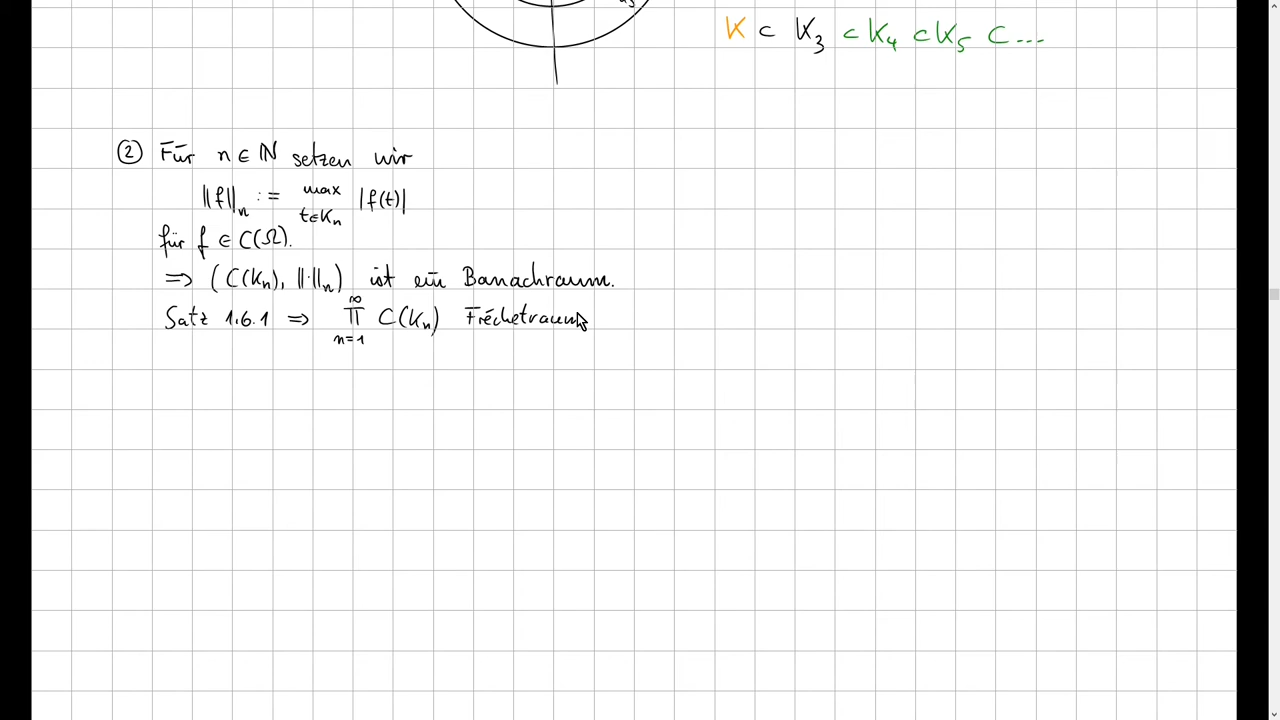 K ⊂ K₃ ⊂ K₄ ⊂ K₅ ⊂ ...
② Für n ∈ ℕ setzen wir
‖f‖ₙ := max_{t∈Kₙ} |f(t)|
für f ∈ C(Ω).
⇒ (C(Kₙ), ‖·‖ₙ) ist ein Banachraum.
Satz 1.6.1 ⇒ ∏_{n=1}^∞ C(Kₙ) Fréchetraum